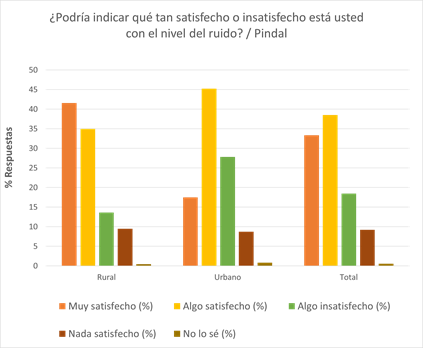 ¿Podría indicar qué tan satisfecho o insatisfecho está usted
con el nivel del ruido? / Pindal
% Respuestas
50
45
40
35
30
25
20
15
10
5
0
Rural Urbano Total
Muy satisfecho (%) Algo satisfecho (%) Algo insatisfecho (%)
Nada satisfecho (%) No lo sé (%)